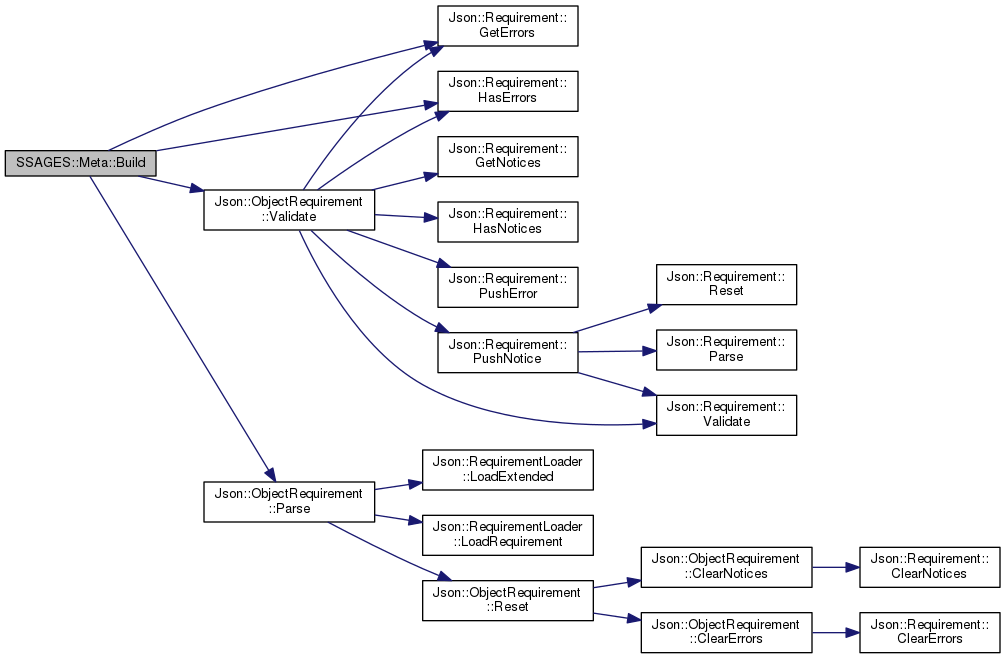 Json::Requirement::
GetErrors
Json::Requirement::
HasErrors
SSAGES::Meta::Build
Json::Requirement::
GetNotices
Json::ObjectRequirement
::Validate
Json::Requirement::
HasNotices
Json::Requirement::
PushError
Json::Requirement::
Reset
Json::Requirement::
PushNotice
Json::Requirement::
Parse
Json::Requirement::
Validate
Json::RequirementLoader
::LoadExtended
Json::ObjectRequirement
::Parse
Json::RequirementLoader
::LoadRequirement
Json::ObjectRequirement
::ClearNotices
Json::Requirement::
ClearNotices
Json::ObjectRequirement
::Reset
Json::ObjectRequirement
::ClearErrors
Json::Requirement::
ClearErrors